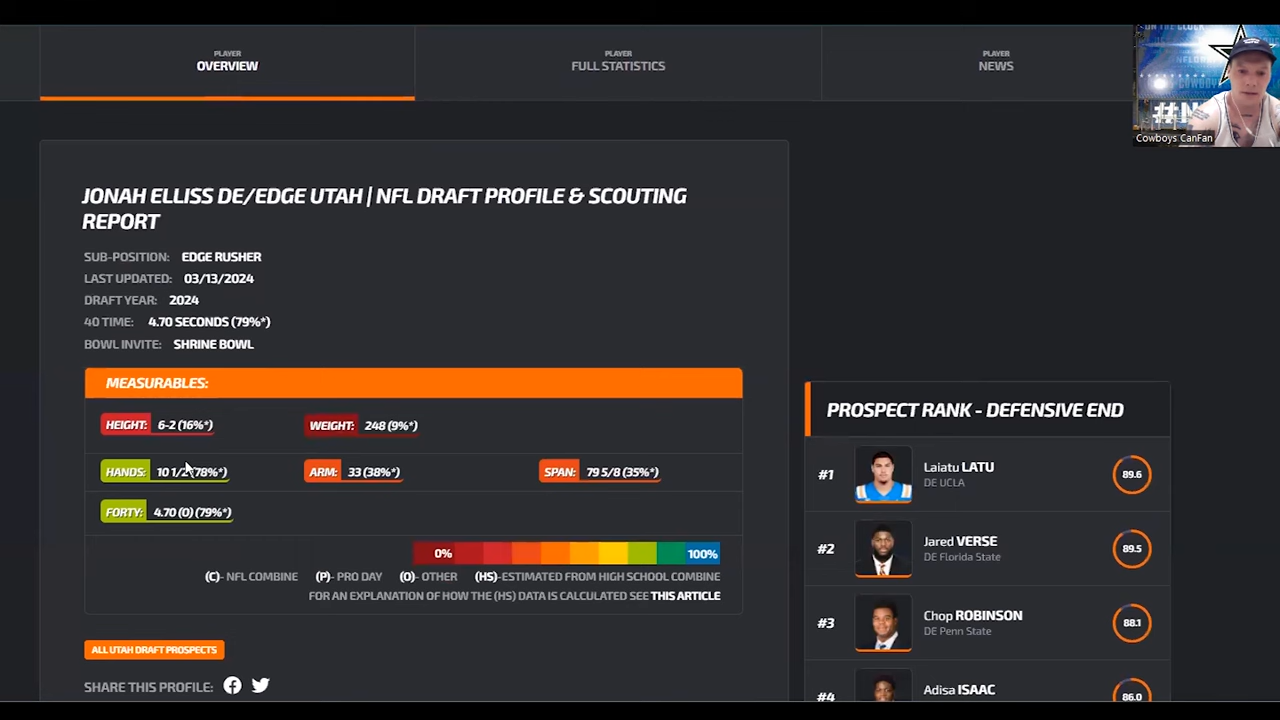 PLAYER
OVERVIEW
PLAYER
FULL STATISTICS
PLAYER
NEWS
Cowboys CanFan
JONAH ELLISS DE/EDGE UTAH | NFL DRAFT PROFILE & SCOUTING
REPORT
SUB-POSITION: EDGE RUSHER
LAST UPDATED: 03/13/2024
DRAFT YEAR: 2024
40 TIME: 4.70 SECONDS (79%*)
BOWL INVITE: SHRINE BOWL
MEASURABLES:
HEIGHT: 6-2 (16%*) WEIGHT: 248 (9%*)
HANDS: 10 1/2 (78%*) ARM: 33 (38%*) SPAN: 79 5/8 (35%*)
FORTY: 4.70 (O) (79%*)
0% 100%
(C)- NFL COMBINE (P)- PRO DAY (O)- OTHER (HS)-ESTIMATED FROM HIGH SCHOOL COMBINE
FOR AN EXPLANATION OF HOW THE (HS) DATA IS CALCULATED SEE THIS ARTICLE
ALL UTAH DRAFT PROSPECTS
SHARE THIS PROFILE:
PROSPECT RANK - DEFENSIVE END
#1 Laiatu LATU 89.6
DE UCLA
#2 Jared VERSE 89.5
DE Florida State
#3 Chop ROBINSON 88.1
DE Penn State
#4 Adisa ISAAC 86.0